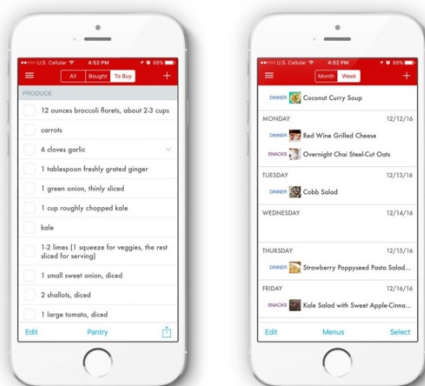 U.S. Cellular
4:52 PM
55%
All
Bought
To Buy
PRODUCE
12 ounces broccoli florets, about 2-3 cups
carrots
6 cloves garlic
1 tablespoon freshly grated ginger
1 green onion, thinly sliced
1 cup roughly chopped kale
kale
1-2 limes (1 squeeze for veggies, the rest
sliced for serving)
1 small sweet onion, diced
2 shallots, diced
1 large tomato, diced
Edit
Pantry
U.S. Cellular
4:52 PM
55%
Month
Week
DINNER Coconut Curry Soup
MONDAY 12/12/16
DINNER Red Wine Grilled Cheese
SNACKS Overnight Chai Steel-Cut Oats
TUESDAY 12/13/16
DINNER Cobb Salad
WEDNESDAY 12/14/16
THURSDAY 12/15/16
DINNER Strawberry Poppyseed Pasta Salad...
FRIDAY 12/16/16
SNACKS Kale Salad with Sweet Apple-Cinna...
Edit
Menus
Select